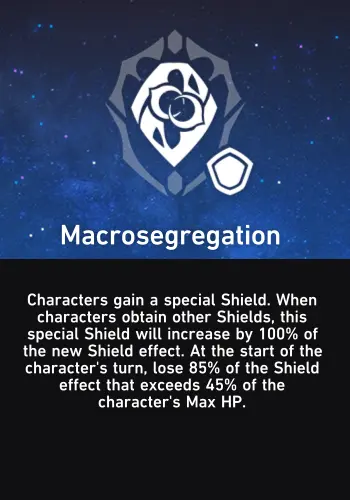 Macrosegregation
Characters gain a special Shield. When
characters obtain other Shields, this
special Shield will increase by 100% of
the new Shield effect. At the start of the
character's turn, lose 85% of the Shield
effect that exceeds 45% of the
character's Max HP.